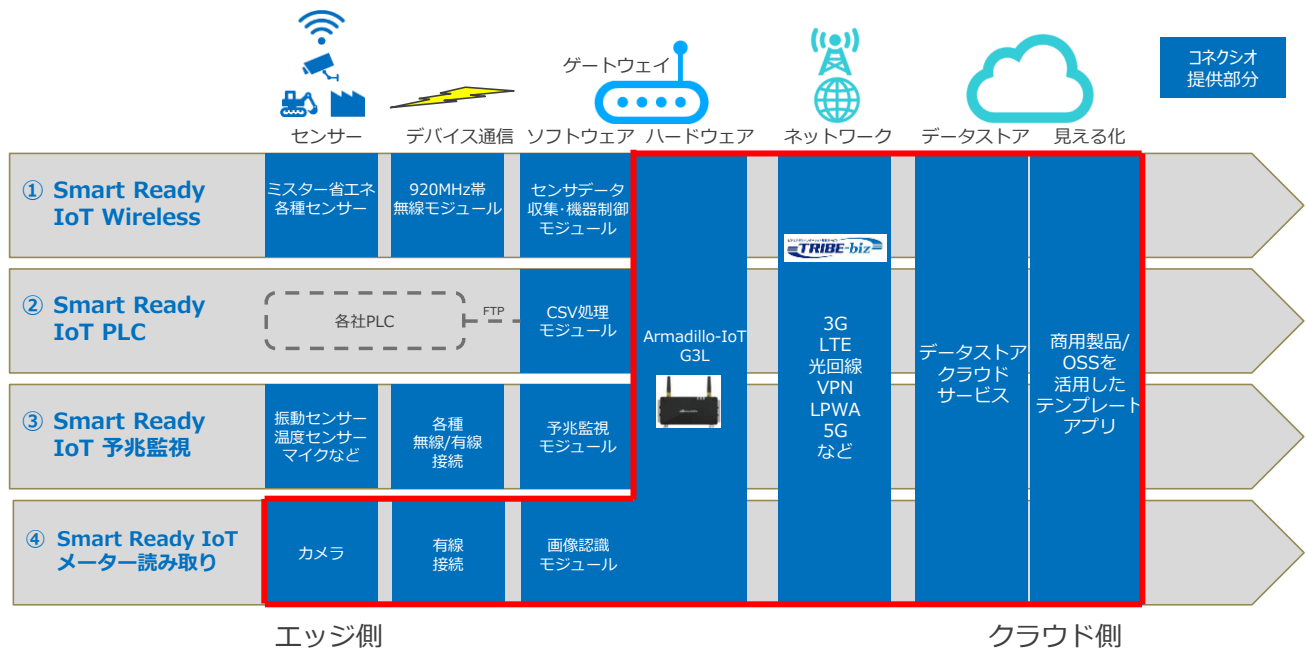 コネクシオ
提供部分
ゲートウェイ
センサー
デバイス通信
ソフトウェア
ハードウェア
ネットワーク
データストア
見える化
① Smart Ready
IoT Wireless
ミスター省エネ
各種センサー
920MHz帯
無線モジュール
センサデータ
収集・機器制御
モジュール
TRIBE-biz
② Smart Ready
IoT PLC
各社PLC
FTP
CSV処理
モジュール
Armadillo-IoT
G3L
3G
LTE
光回線
VPN
LPWA
5G
など
データストア
クラウド
サービス
商用製品/
OSSを
活用した
テンプレート
アプリ
③ Smart Ready
IoT 予兆監視
振動センサー
温度センサー
マイクなど
各種
無線/有線
接続
予兆監視
モジュール
④ Smart Ready IoT
メーター読み取り
カメラ
有線
接続
画像認識
モジュール
エッジ側
クラウド側